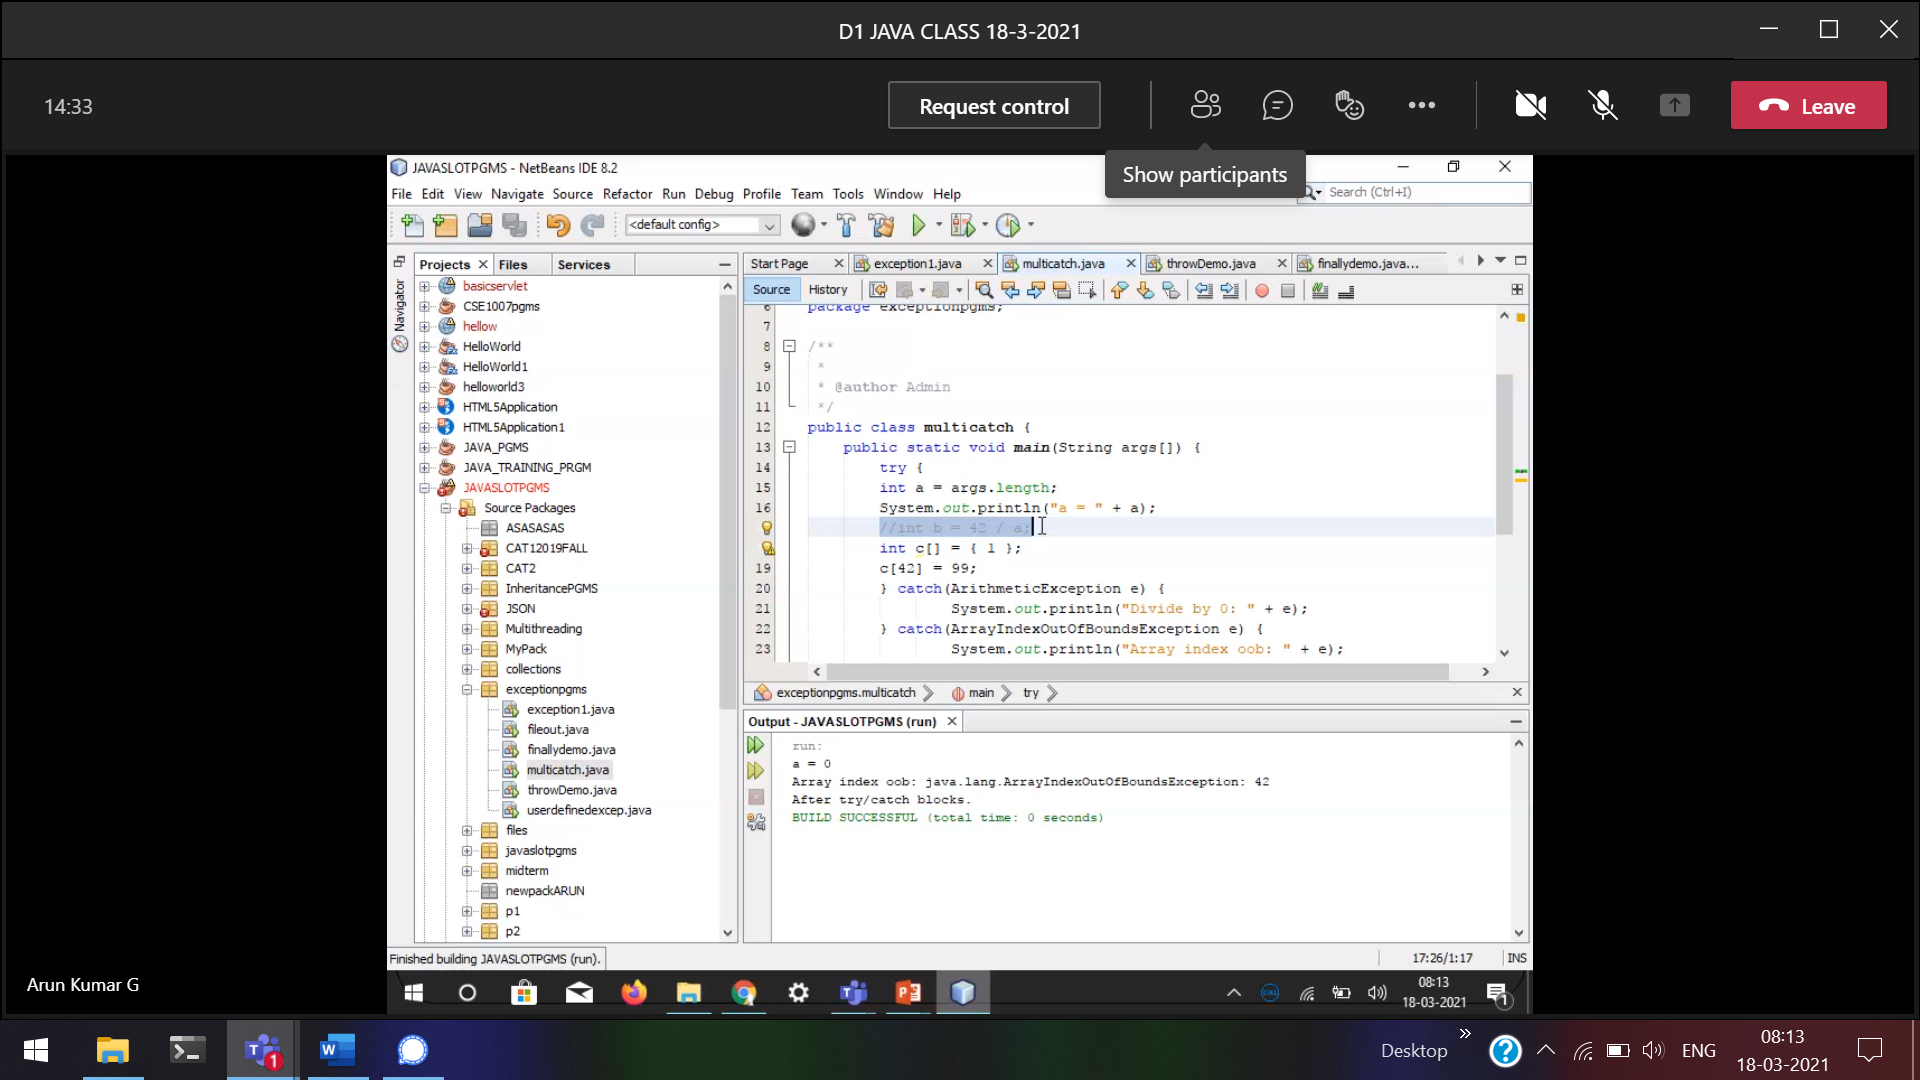 D1 JAVA CLASS 18-3-2021
14:33
Request control
Leave
Show participants
JAVASLOTPGMS - NetBeans IDE 8.2
File Edit View Navigate Source Refactor Run Debug Profile Team Tools Window Help
Search (Ctrl+I)
<default config>
Projects Files Services
Navigator
basicservlet
CSE1007pgms
hellow
HelloWorld
HelloWorld1
helloworld3
HTML5Application
HTML5Application1
JAVA_PGMS
JAVA_TRAINING_PRGM
JAVASLOTPGMS
Source Packages
ASASASAS
CAT12019FALL
CAT2
InheritancePGMS
JSON
Multithreading
MyPack
collections
exceptionpgms
exception1.java
fileout.java
finallydemo.java
multicatch.java
throwDemo.java
userdefinedexcep.java
files
javaslotpgms
midterm
newpackARUN
p1
p2
Start Page exception1.java multicatch.java throwDemo.java finallydemo.java...
Source History
6 package exceptionpgms;
7
8 /**
9 *
10 * @author Admin
11 */
12 public class multicatch {
13 public static void main(String args[]) {
14 try {
15 int a = args.length;
16 System.out.println("a = " + a);
//int b = 42 / a;
int c[] = { 1 };
19 c[42] = 99;
20 } catch(ArithmeticException e) {
21 System.out.println("Divide by 0: " + e);
22 } catch(ArrayIndexOutOfBoundsException e) {
23 System.out.println("Array index oob: " + e);
exceptionpgms.multicatch main try
Output - JAVASLOTPGMS (run)
run:
a = 0
Array index oob: java.lang.ArrayIndexOutOfBoundsException: 42
After try/catch blocks.
BUILD SUCCESSFUL (total time: 0 seconds)
Finished building JAVASLOTPGMS (run).
17:26/1:17 INS
Arun Kumar G
08:13
18-03-2021
1
1
Desktop
ENG
08:13
18-03-2021